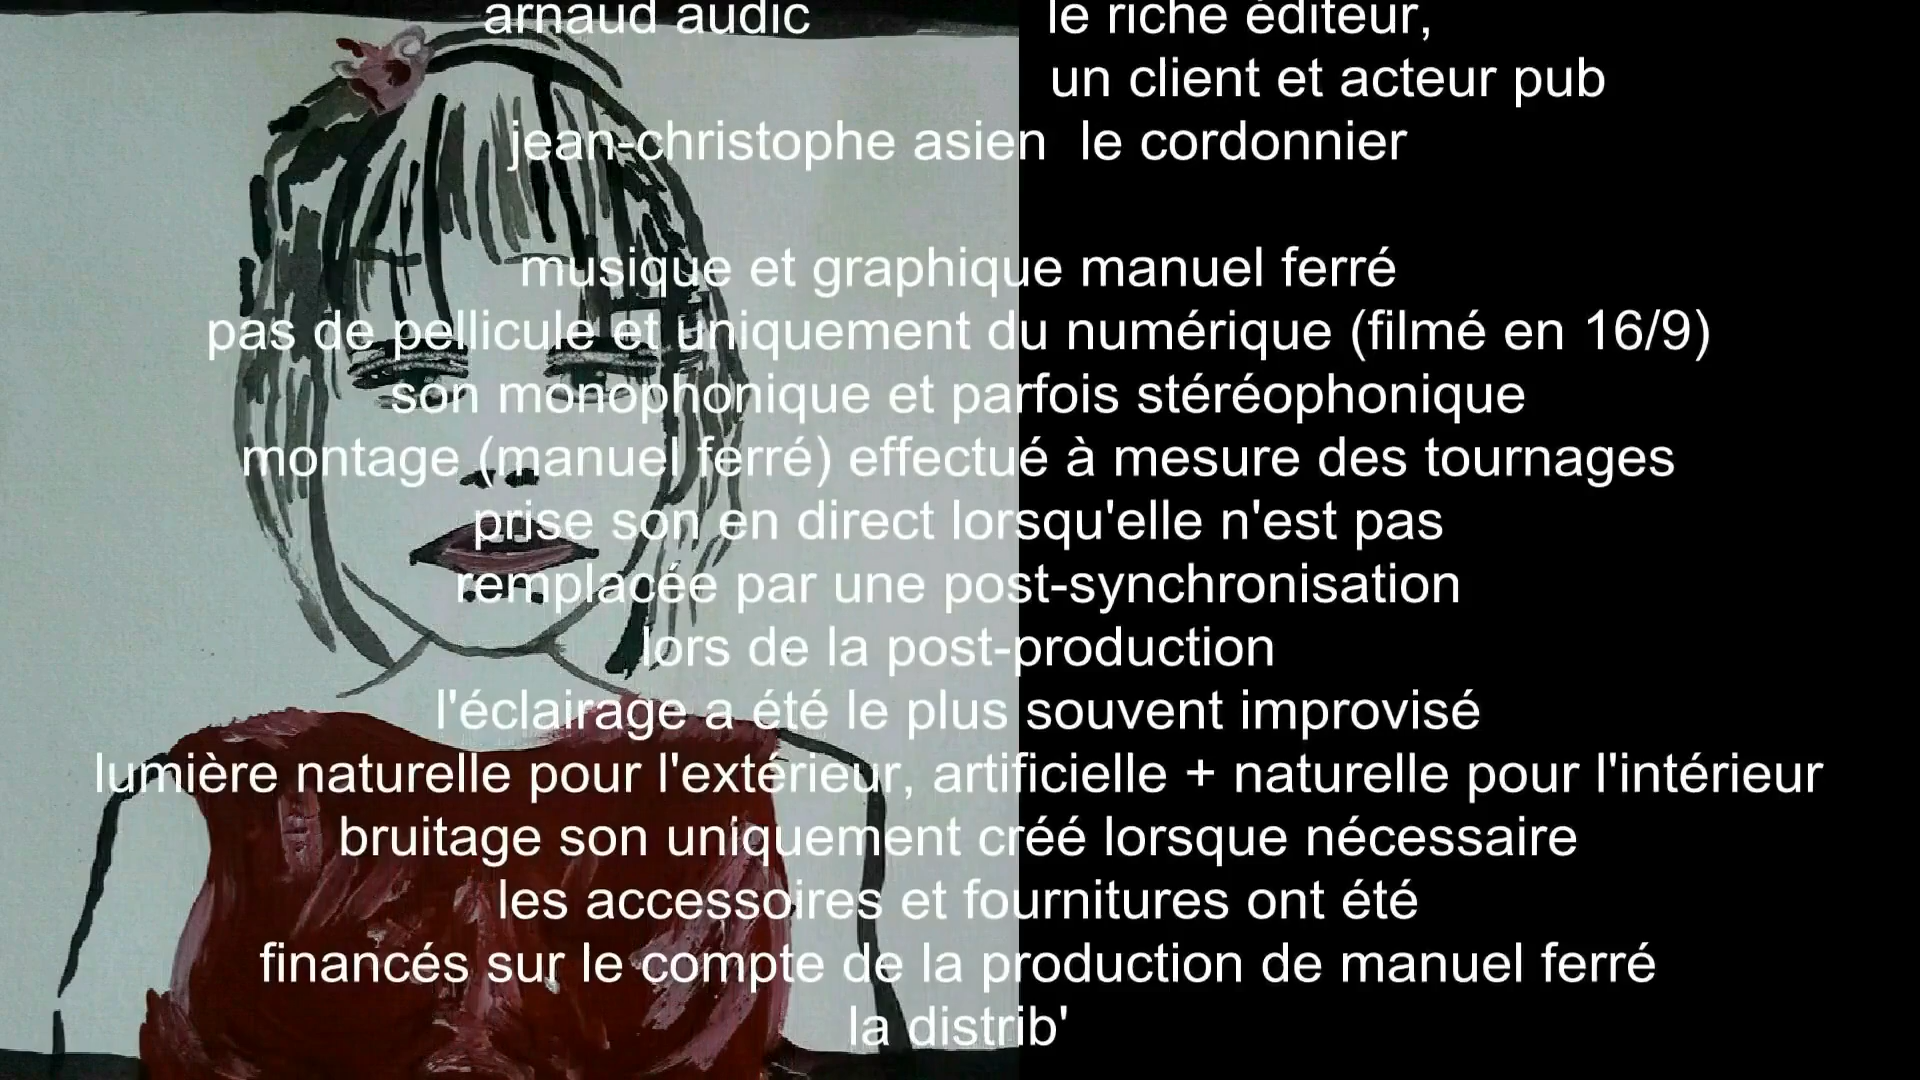 arnaud audic le riche éditeur,
un client et acteur pub
jean-christophe asien le cordonnier
musique et graphique manuel ferré
pas de pellicule et uniquement du numérique (filmé en 16/9)
son monophonique et parfois stéréophonique
montage (manuel ferré) effectué à mesure des tournages
prise son en direct lorsqu'elle n'est pas
remplacée par une post-synchronisation
lors de la post-production
l'éclairage a été le plus souvent improvisé
lumière naturelle pour l'extérieur, artificielle + naturelle pour l'intérieur
bruitage son uniquement créé lorsque nécessaire
les accessoires et fournitures ont été
financés sur le compte de la production de manuel ferré
la distrib'